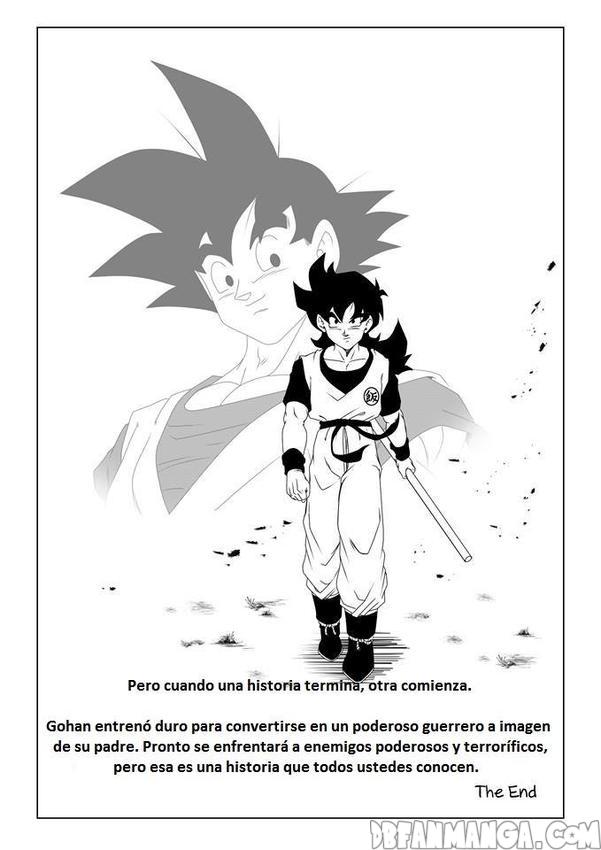 飯
Pero cuando una historia termina, otra comienza.
Gohan entrenó duro para convertirse en un poderoso guerrero a imagen
de su padre. Pronto se enfrentará a enemigos poderosos y terroríficos,
pero esa es una historia que todos ustedes conocen.
The End
DBFANMANGA.COM